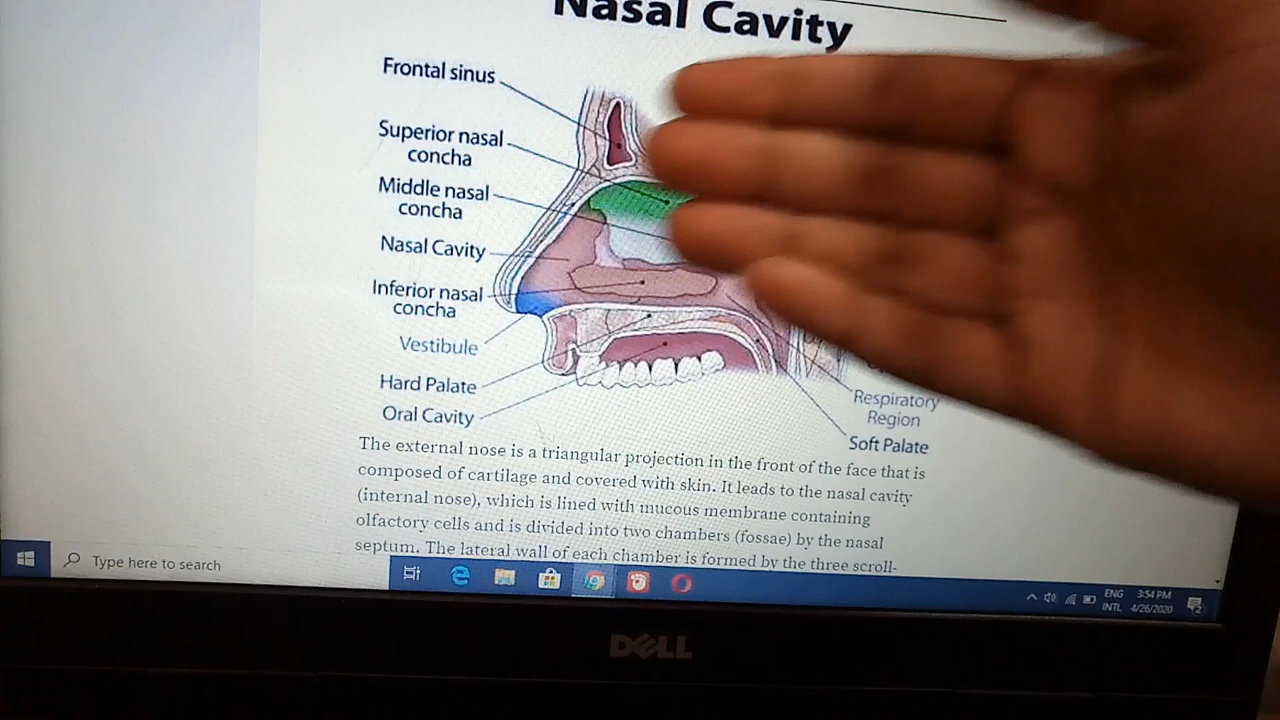 Nasal Cavity
Frontal sinus
Superior nasal
concha
Middle nasal
concha
Nasal Cavity
Inferior nasal
concha
Vestibule
Hard Palate
Oral Cavity
Respiratory
Region
Soft Palate
The external nose is a triangular projection in the front of the face that is
composed of cartilage and covered with skin. It leads to the nasal cavity
(internal nose), which is lined with mucous membrane containing
olfactory cells and is divided into two chambers (fossae) by the nasal
septum. The lateral wall of each chamber is formed by the three scroll-
Type here to search
ENG
INTL
3:54 PM
4/26/2020
2
DELL